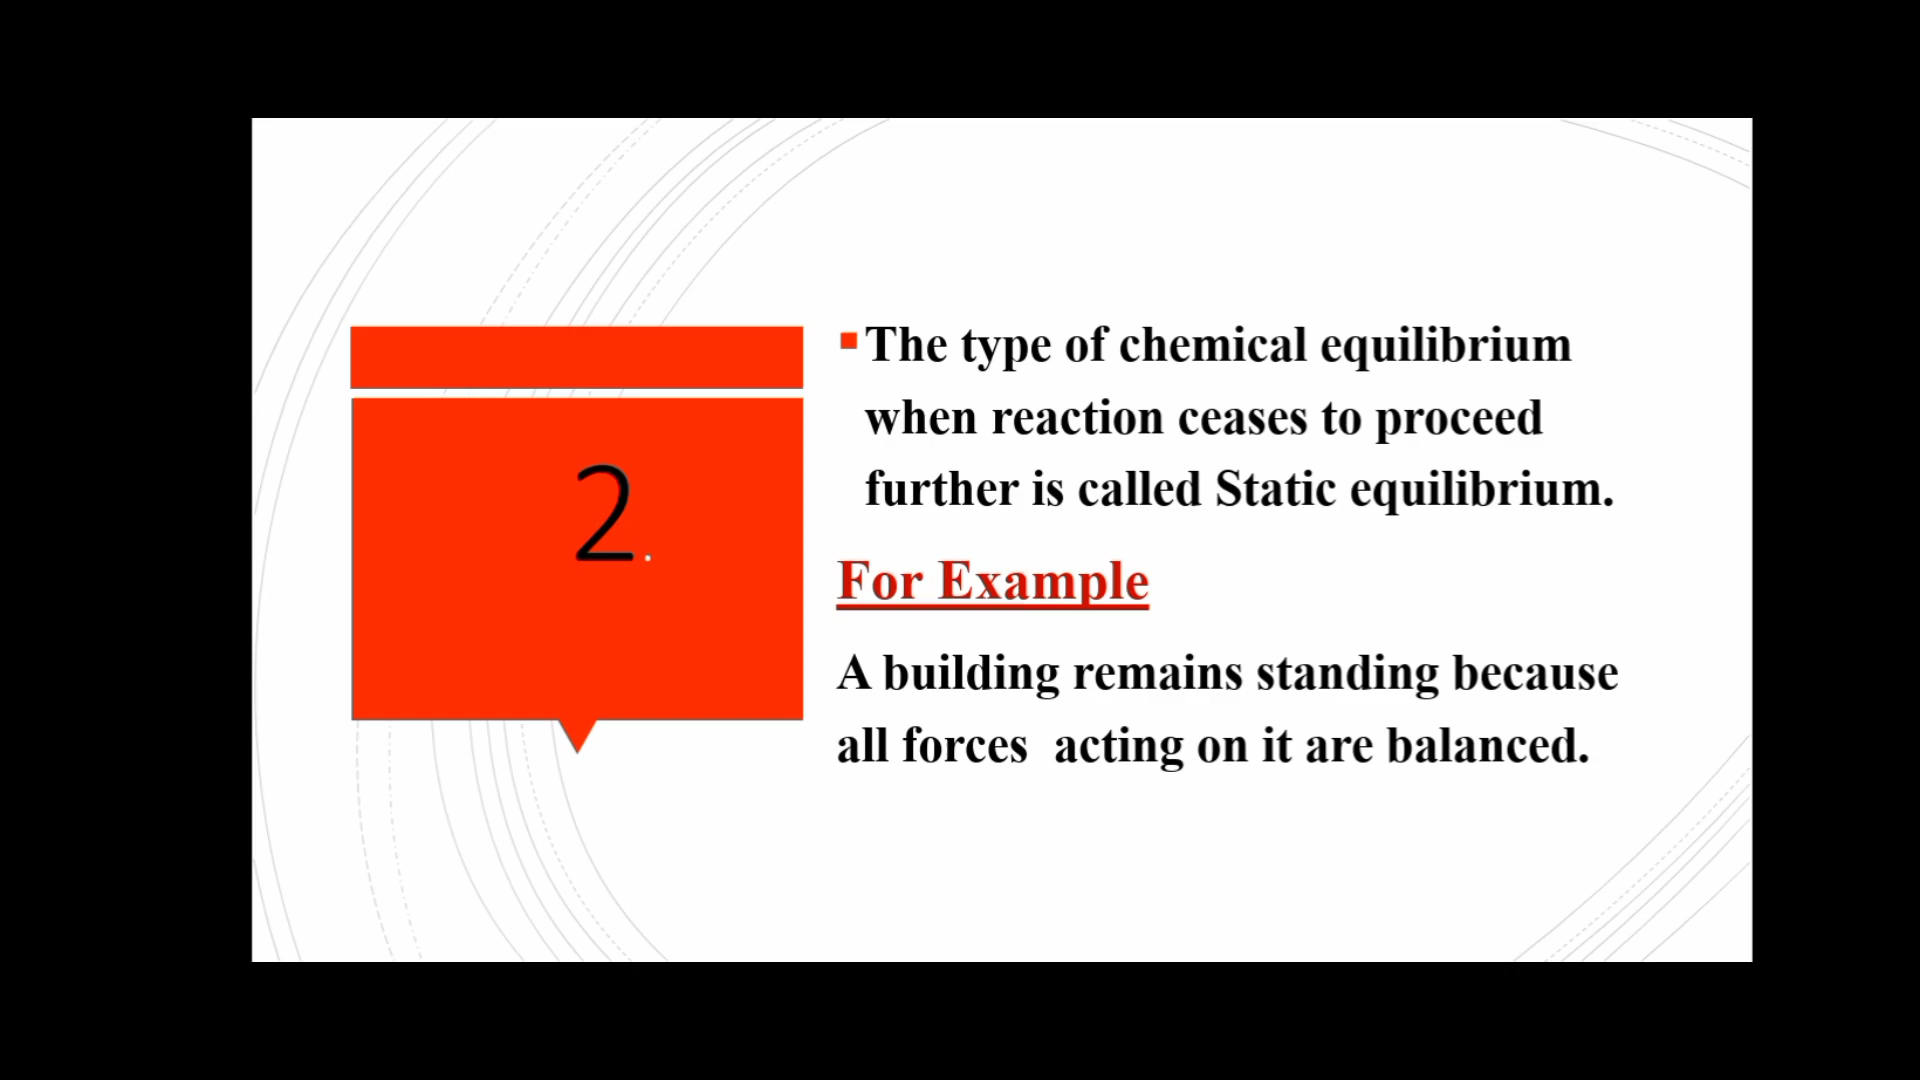 2.
▪The type of chemical equilibrium
when reaction ceases to proceed
further is called Static equilibrium.
For Example
A building remains standing because
all forces  acting on it are balanced.